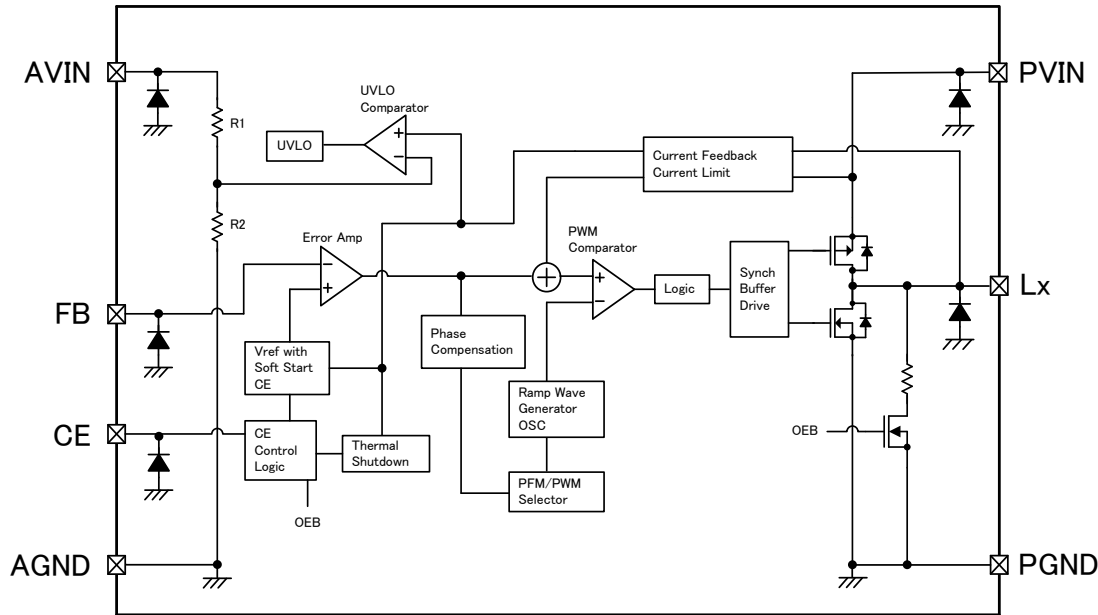 AVIN
PVIN
UVLO
Comparator
R1
+
UVLO
−
Current Feedback
Current Limit
R2
Error Amp
PWM
Comparator
−
+
+
+
−
Logic
Synch
Buffer
Drive
Lx
FB
Phase
Compensation
Vref with
Soft Start
CE
Ramp Wave
Generator
OSC
CE
CE
Control
Logic
Thermal
Shutdown
OEB
PFM/PWM
Selector
OEB
AGND
PGND